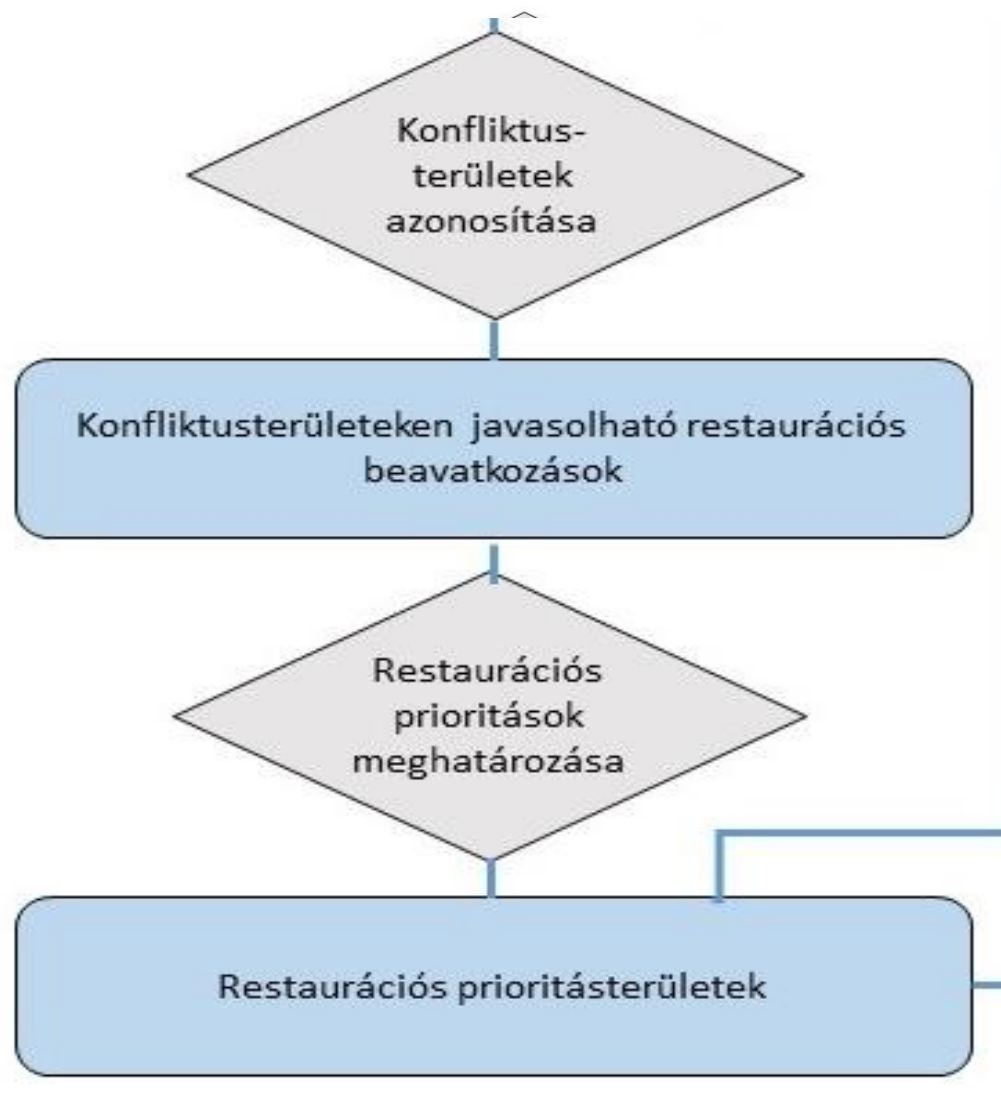 Konfliktus-
területek
azonosítása
Konfliktusterületeken javasolható restaurációs
beavatkozások
Restaurációs
prioritások
meghatározása
Restaurációs prioritásterületek